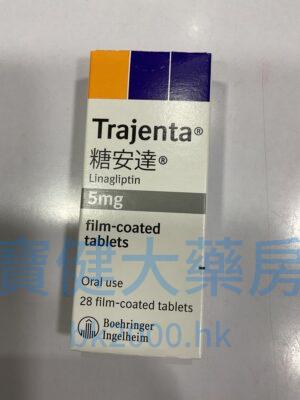 Trajenta®
糖安達®
Linagliptin
5mg
film-coated
tablets
Oral use
28 film-coated tablets
Boehringer
Ingelheim
寶健大藥房
bk2000.hk